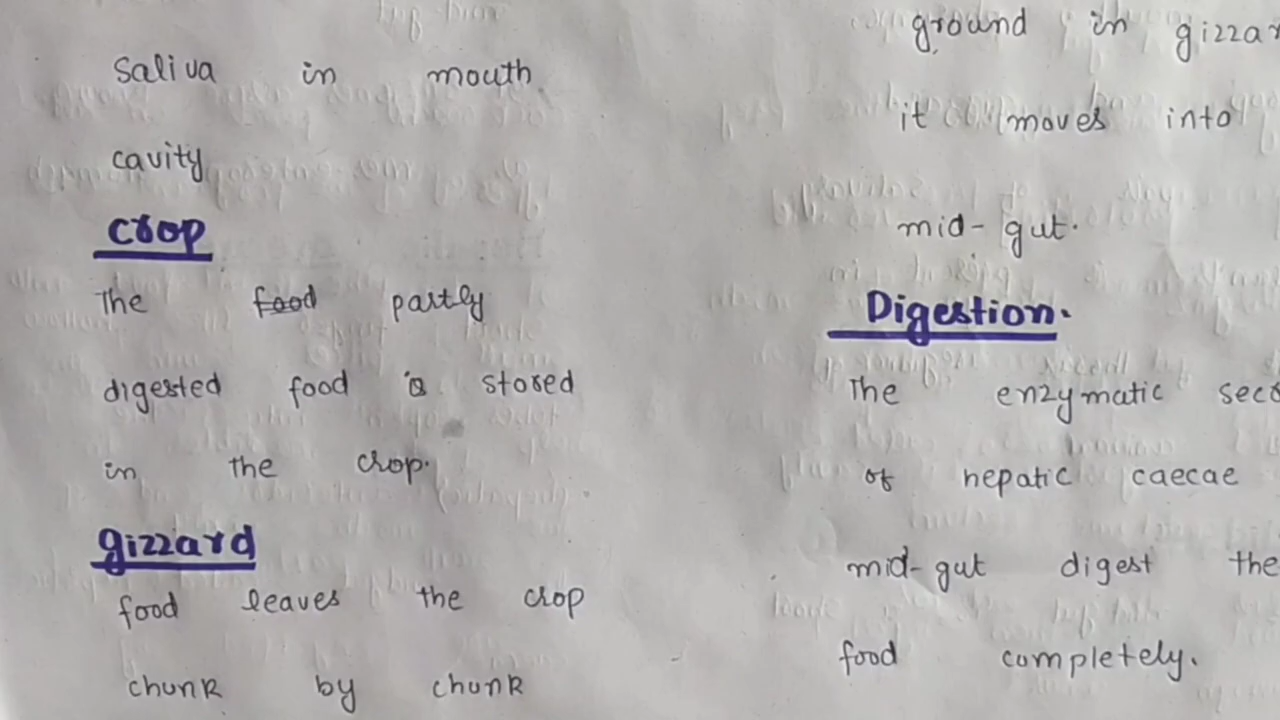 saliva in mouth
cavity
crop
The food partly
digested food is stored
in the crop.
gizzard
food leaves the crop
chunk by chunk
ground in gizzar
it moves into
mid-gut.
Digestion.
The enzymatic sec
of hepatic caecae
mid-gut digest the
food completely.